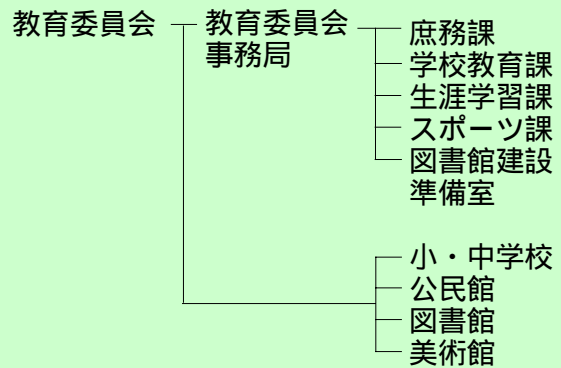 教育委員会
教育委員会
事務局
庶務課
学校教育課
生涯学習課
スポーツ課
図書館建設
準備室
小・中学校
公民館
図書館
美術館